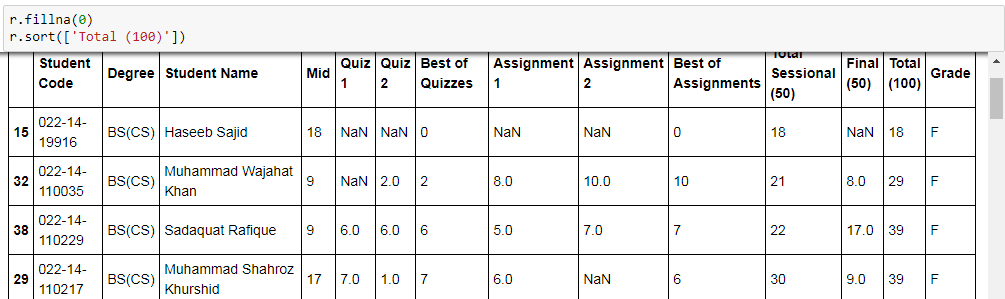 r.fillna(0)
r.sort(['Total (100)'])
Student Code Degree Student Name Mid Quiz 1 Quiz 2 Best of Quizzes Assignment 1 Assignment 2 Best of Assignments Total Sessional (50) Final (50) Total (100) Grade
15 022-14-19916 BS(CS) Haseeb Sajid 18 NaN NaN 0 NaN NaN 0 18 NaN 18 F
32 022-14-110035 BS(CS) Muhammad Wajahat Khan 9 NaN 2.0 2 8.0 10.0 10 21 8.0 29 F
38 022-14-110229 BS(CS) Sadaquat Rafique 9 6.0 6.0 6 5.0 7.0 7 22 17.0 39 F
29 022-14-110217 BS(CS) Muhammad Shahroz Khurshid 17 7.0 1.0 7 6.0 NaN 6 30 9.0 39 F